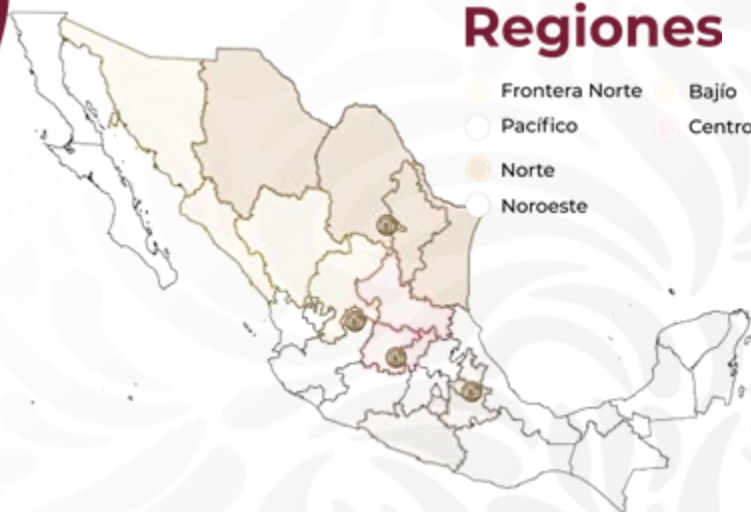 Regiones
Frontera Norte
Bajío
Pacífico
Centro
Norte
Noroeste